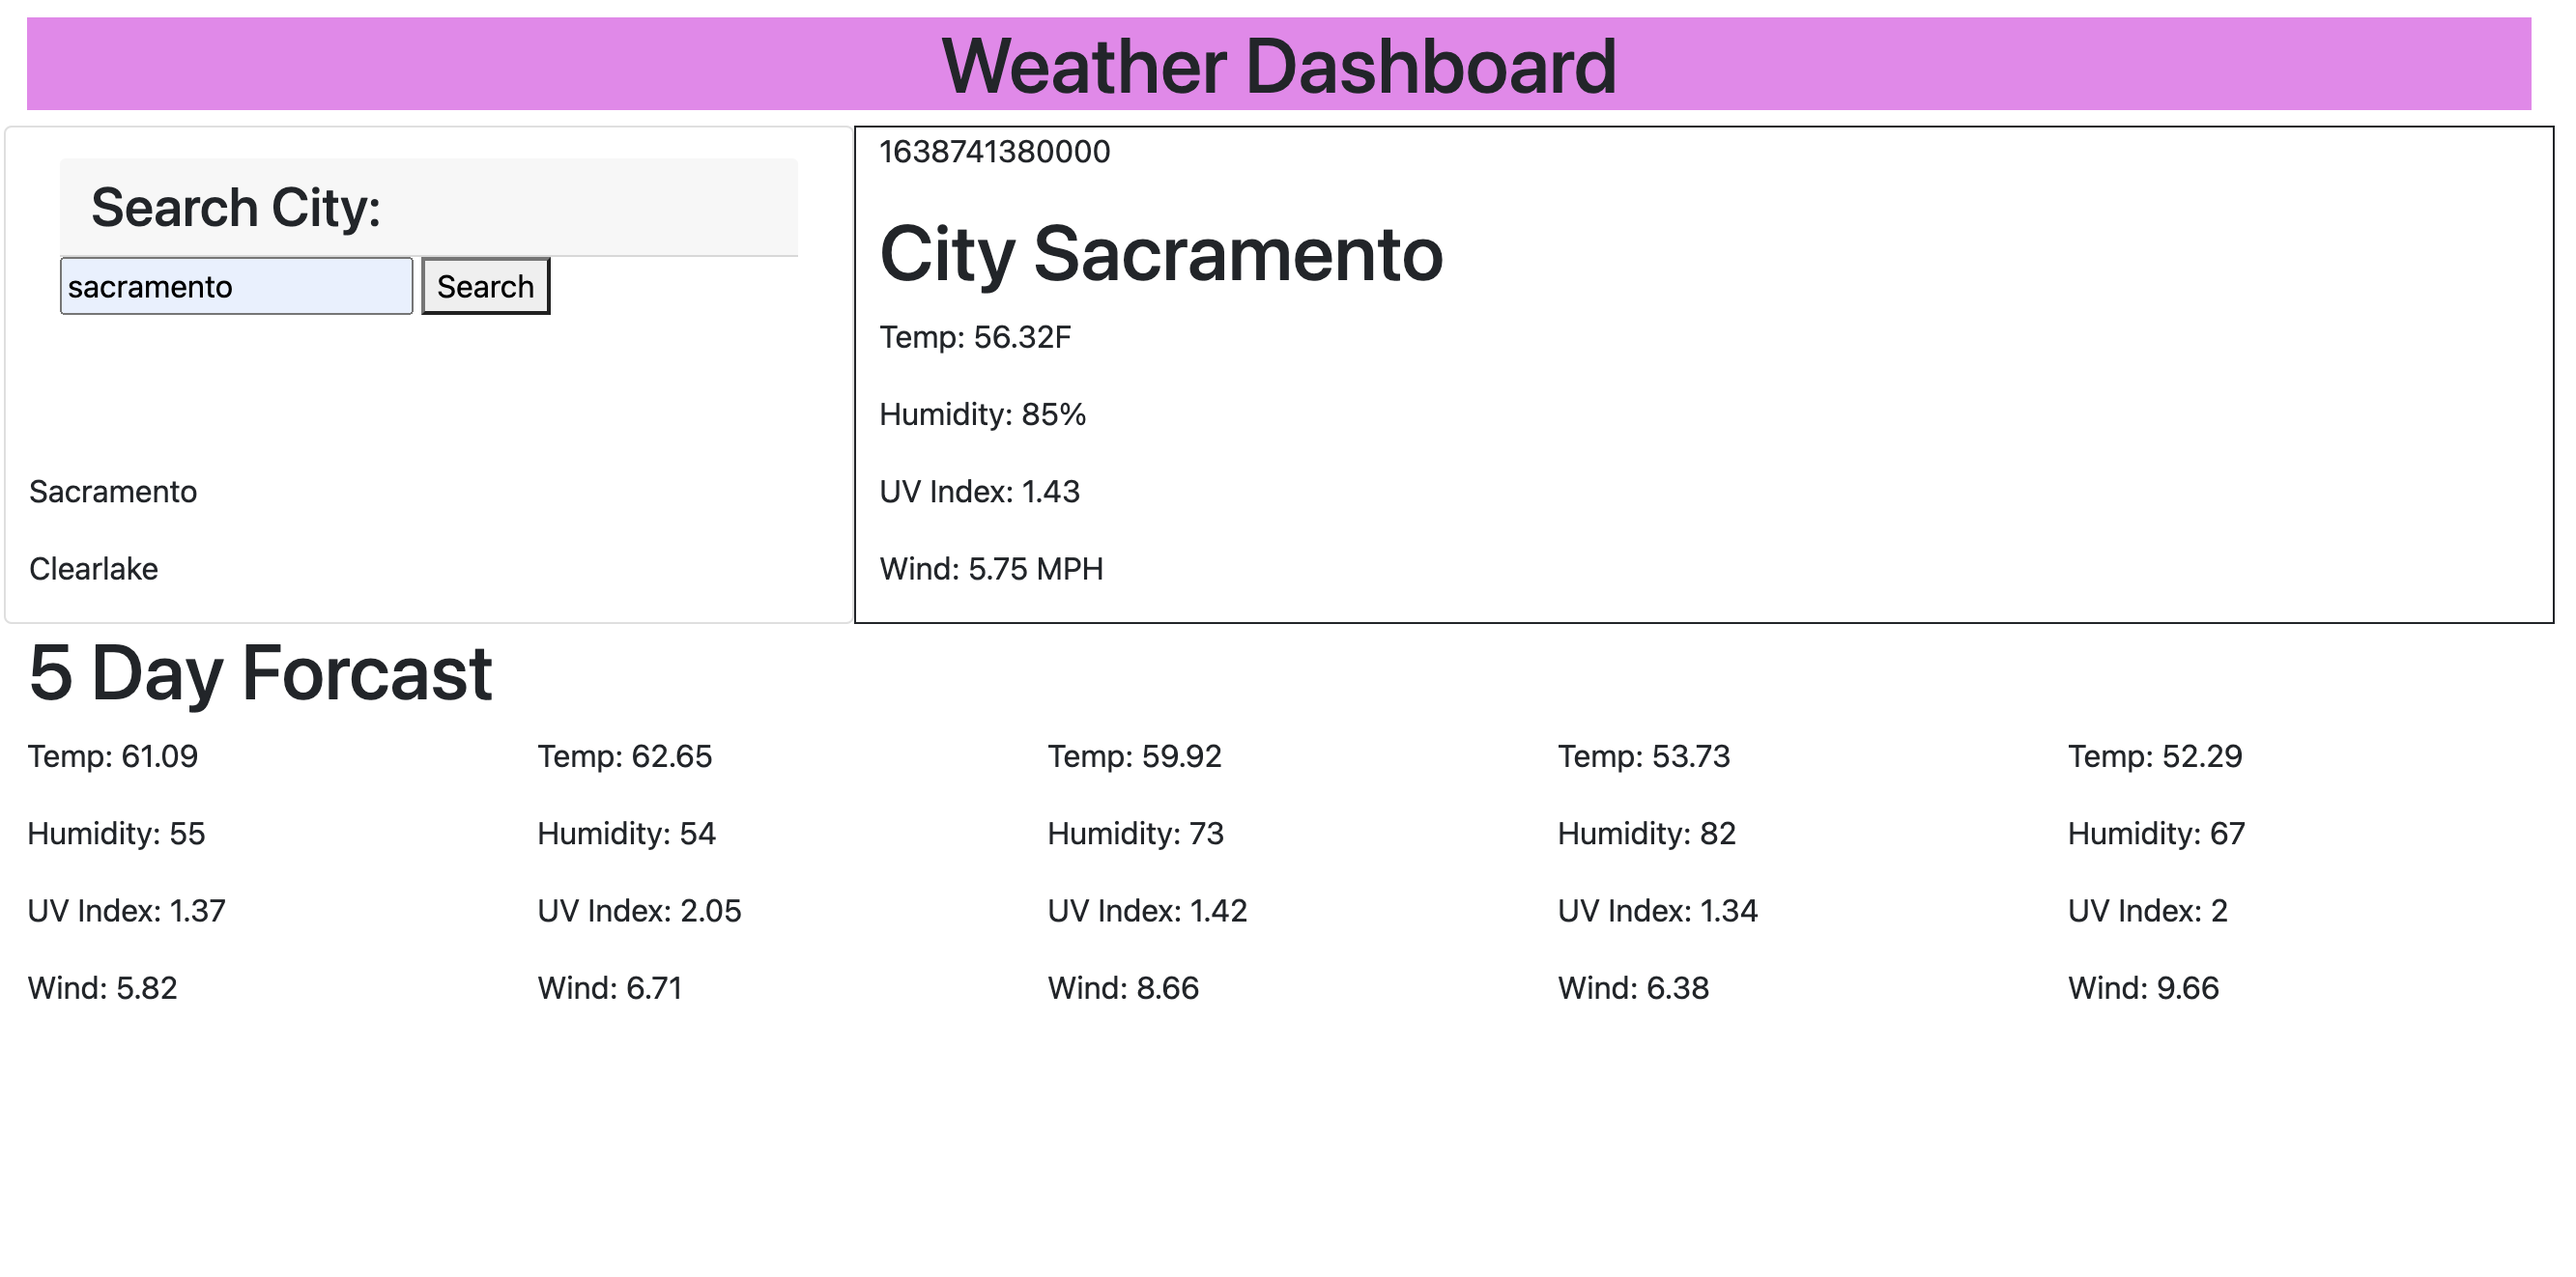 Weather Dashboard
Search City:
sacramento Search
Sacramento
Clearlake
1638741380000
City Sacramento
Temp: 56.32F
Humidity: 85%
UV Index: 1.43
Wind: 5.75 MPH
5 Day Forcast
Temp: 61.09
Humidity: 55
UV Index: 1.37
Wind: 5.82
Temp: 62.65
Humidity: 54
UV Index: 2.05
Wind: 6.71
Temp: 59.92
Humidity: 73
UV Index: 1.42
Wind: 8.66
Temp: 53.73
Humidity: 82
UV Index: 1.34
Wind: 6.38
Temp: 52.29
Humidity: 67
UV Index: 2
Wind: 9.66